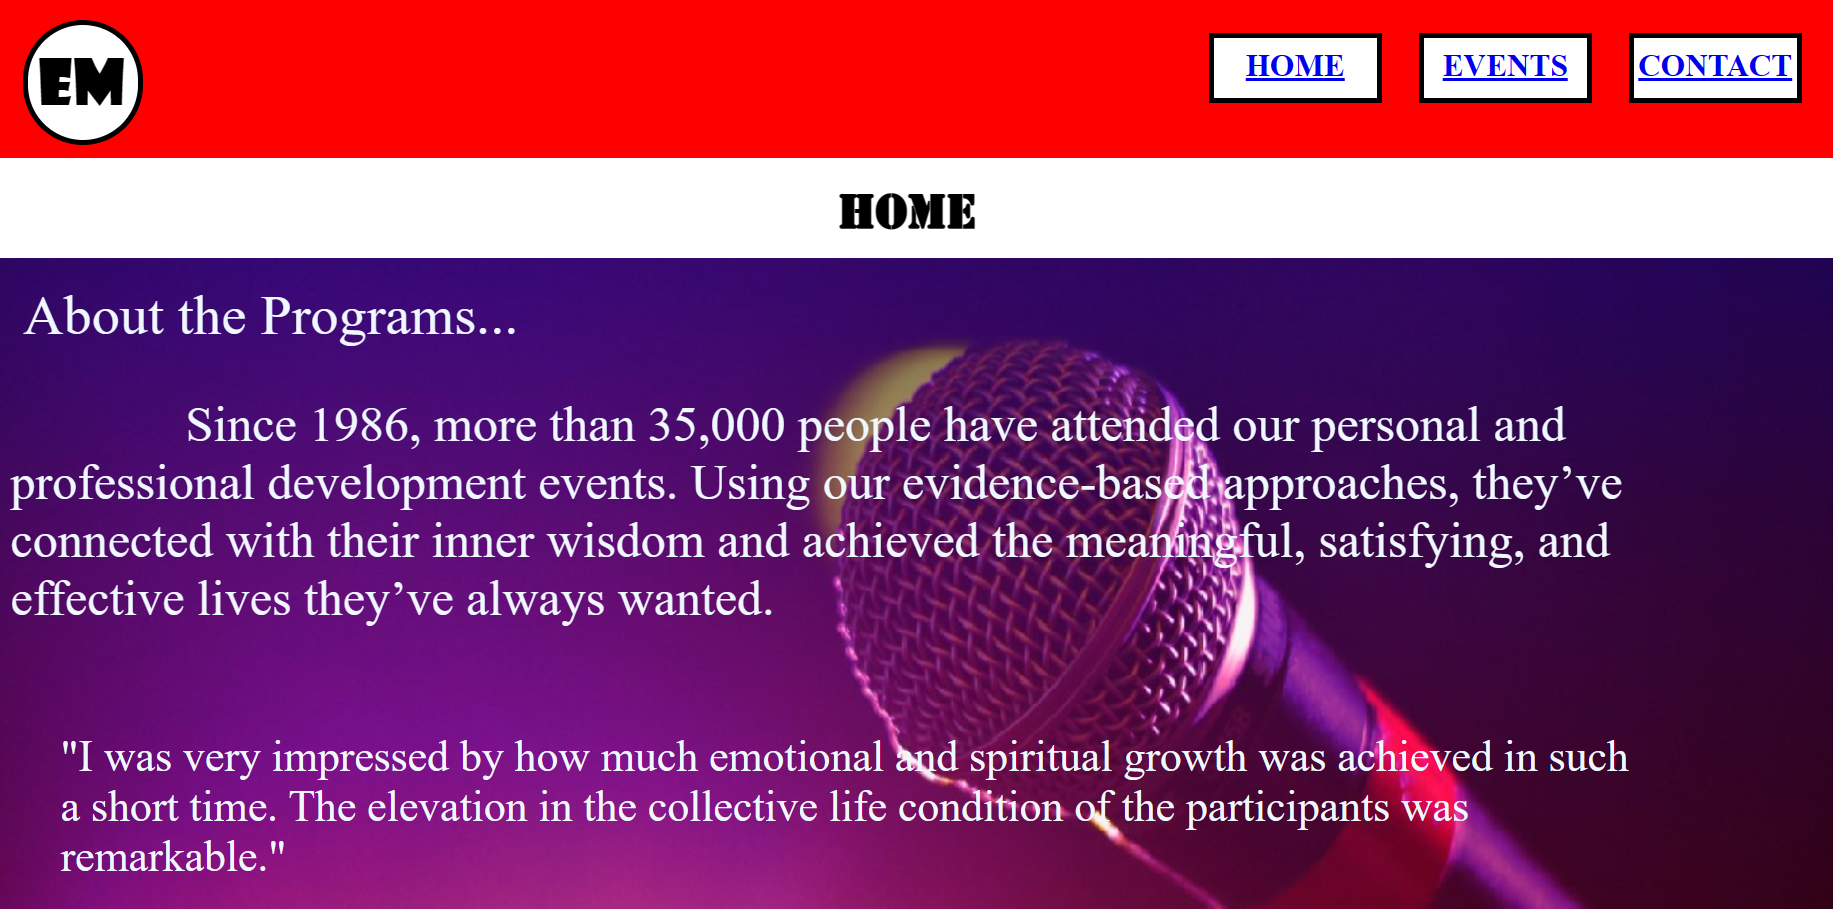 EM
HOME
EVENTS
CONTACT
HOME
About the Programs...
Since 1986, more than 35,000 people have attended our personal and
professional development events. Using our evidence-based approaches, they’ve
connected with their inner wisdom and achieved the meaningful, satisfying, and
effective lives they’ve always wanted.
"I was very impressed by how much emotional and spiritual growth was achieved in such
a short time. The elevation in the collective life condition of the participants was
remarkable."